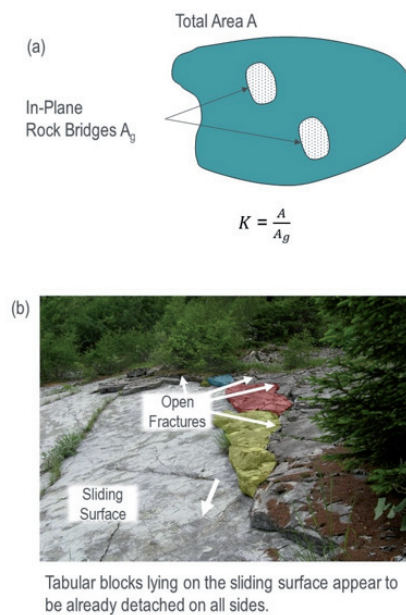 Total Area A
(a)
In-Plane
Rock Bridges Ag
K = A/Ag
(b)
Open
Fractures
Sliding
Surface
Tabular blocks lying on the sliding surface appear to
be already detached on all sides.